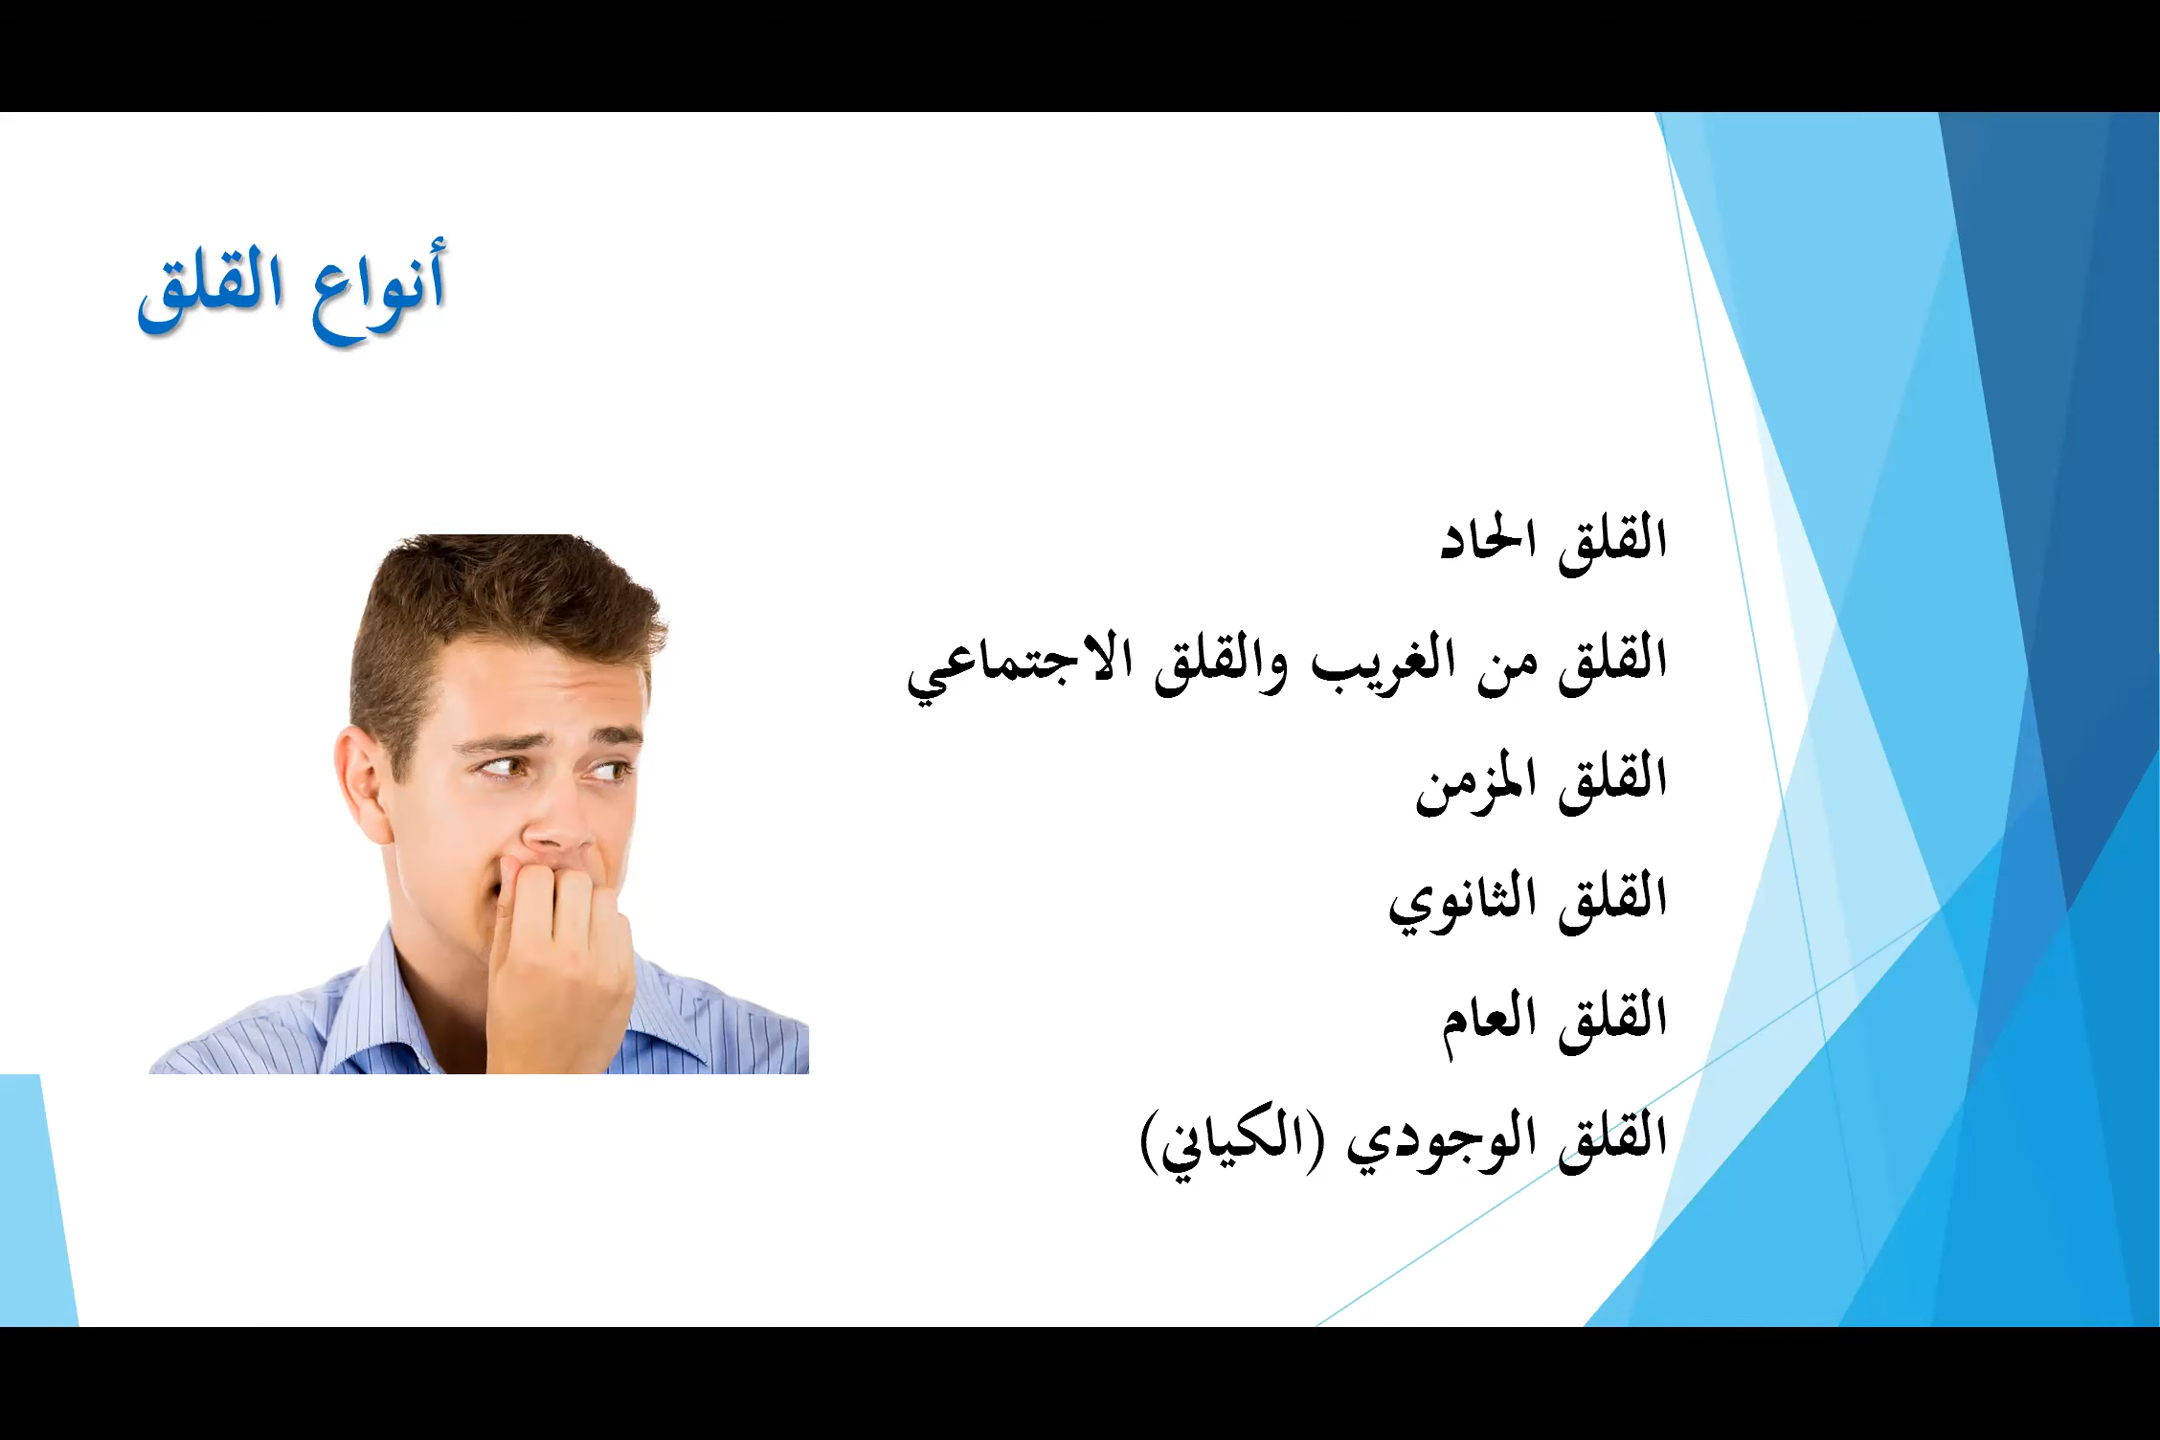 أنواع القلق
القلق الحاد
القلق من الغريب والقلق الاجتماعي
القلق المزمن
القلق الثانوي
القلق العام
القلق الوجودي (الكياني)